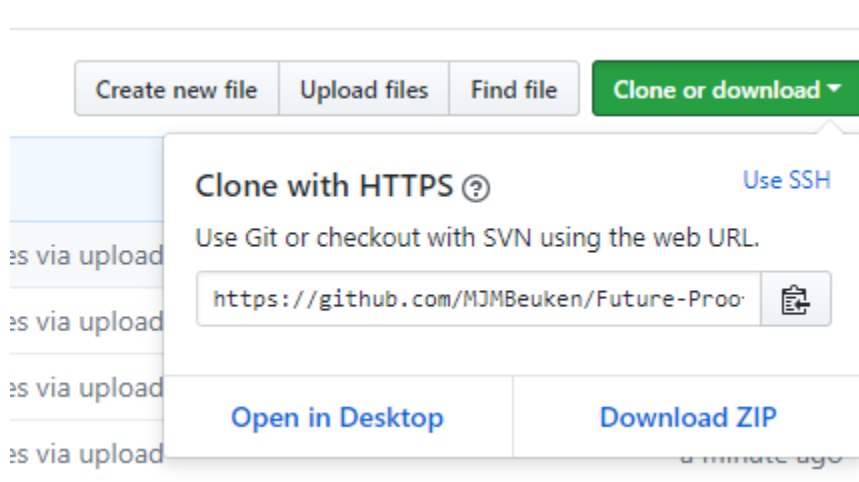 Create new file Upload files Find file Clone or download
Clone with HTTPS Use SSH
Use Git or checkout with SVN using the web URL.
es via upload
https://github.com/MJMBeuken/Future-Proo
es via upload
es via upload
Open in Desktop Download ZIP
es via upload a minute ago